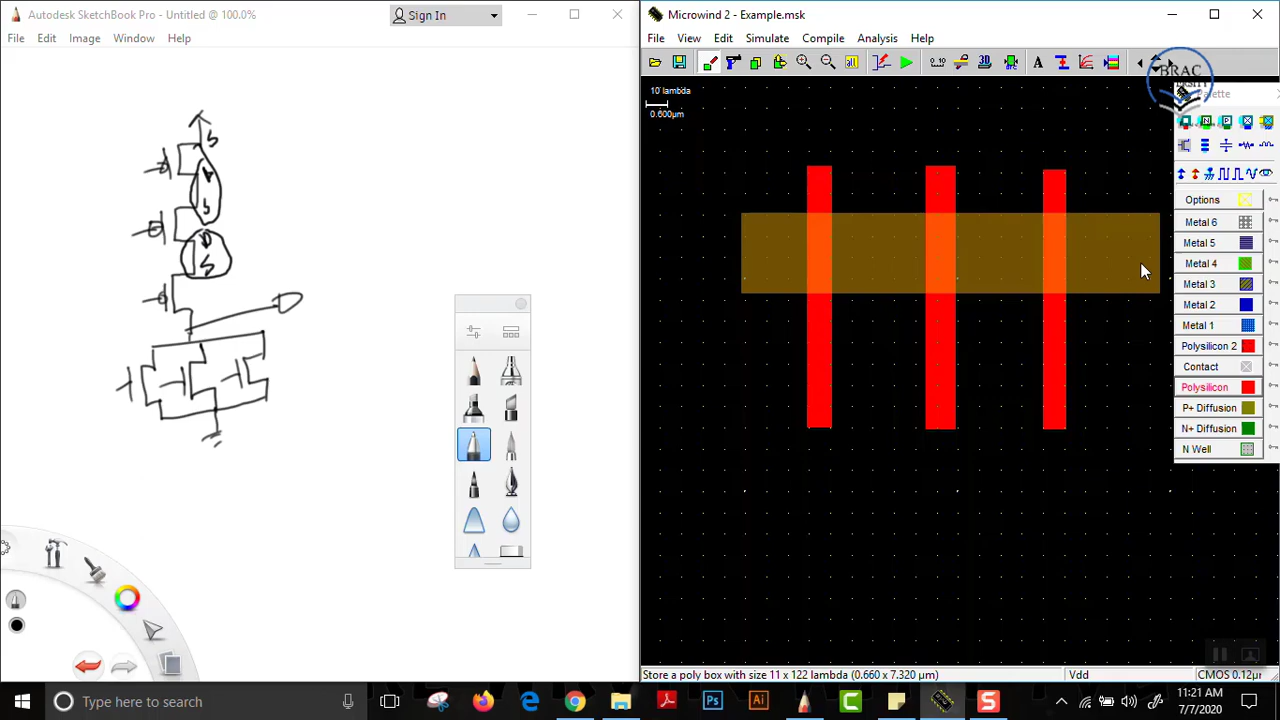 Autodesk SketchBook Pro - Untitled @ 100.0%
Sign In
File Edit Image Window Help
S
D
S
D
S
Microwind 2 - Example.msk
File View Edit Simulate Compile Analysis Help
BRAC
10 lambda
0.600µm
Palette
Options
Metal 6
Metal 5
Metal 4
Metal 3
Metal 2
Metal 1
Polysilicon 2
Contact
Polysilicon
P+ Diffusion
N+ Diffusion
N Well
Store a poly box with size 11 x 122 lambda (0.660 x 7.320 µm)
Vdd
CMOS 0.12µ
Type here to search
11:21 AM
7/7/2020